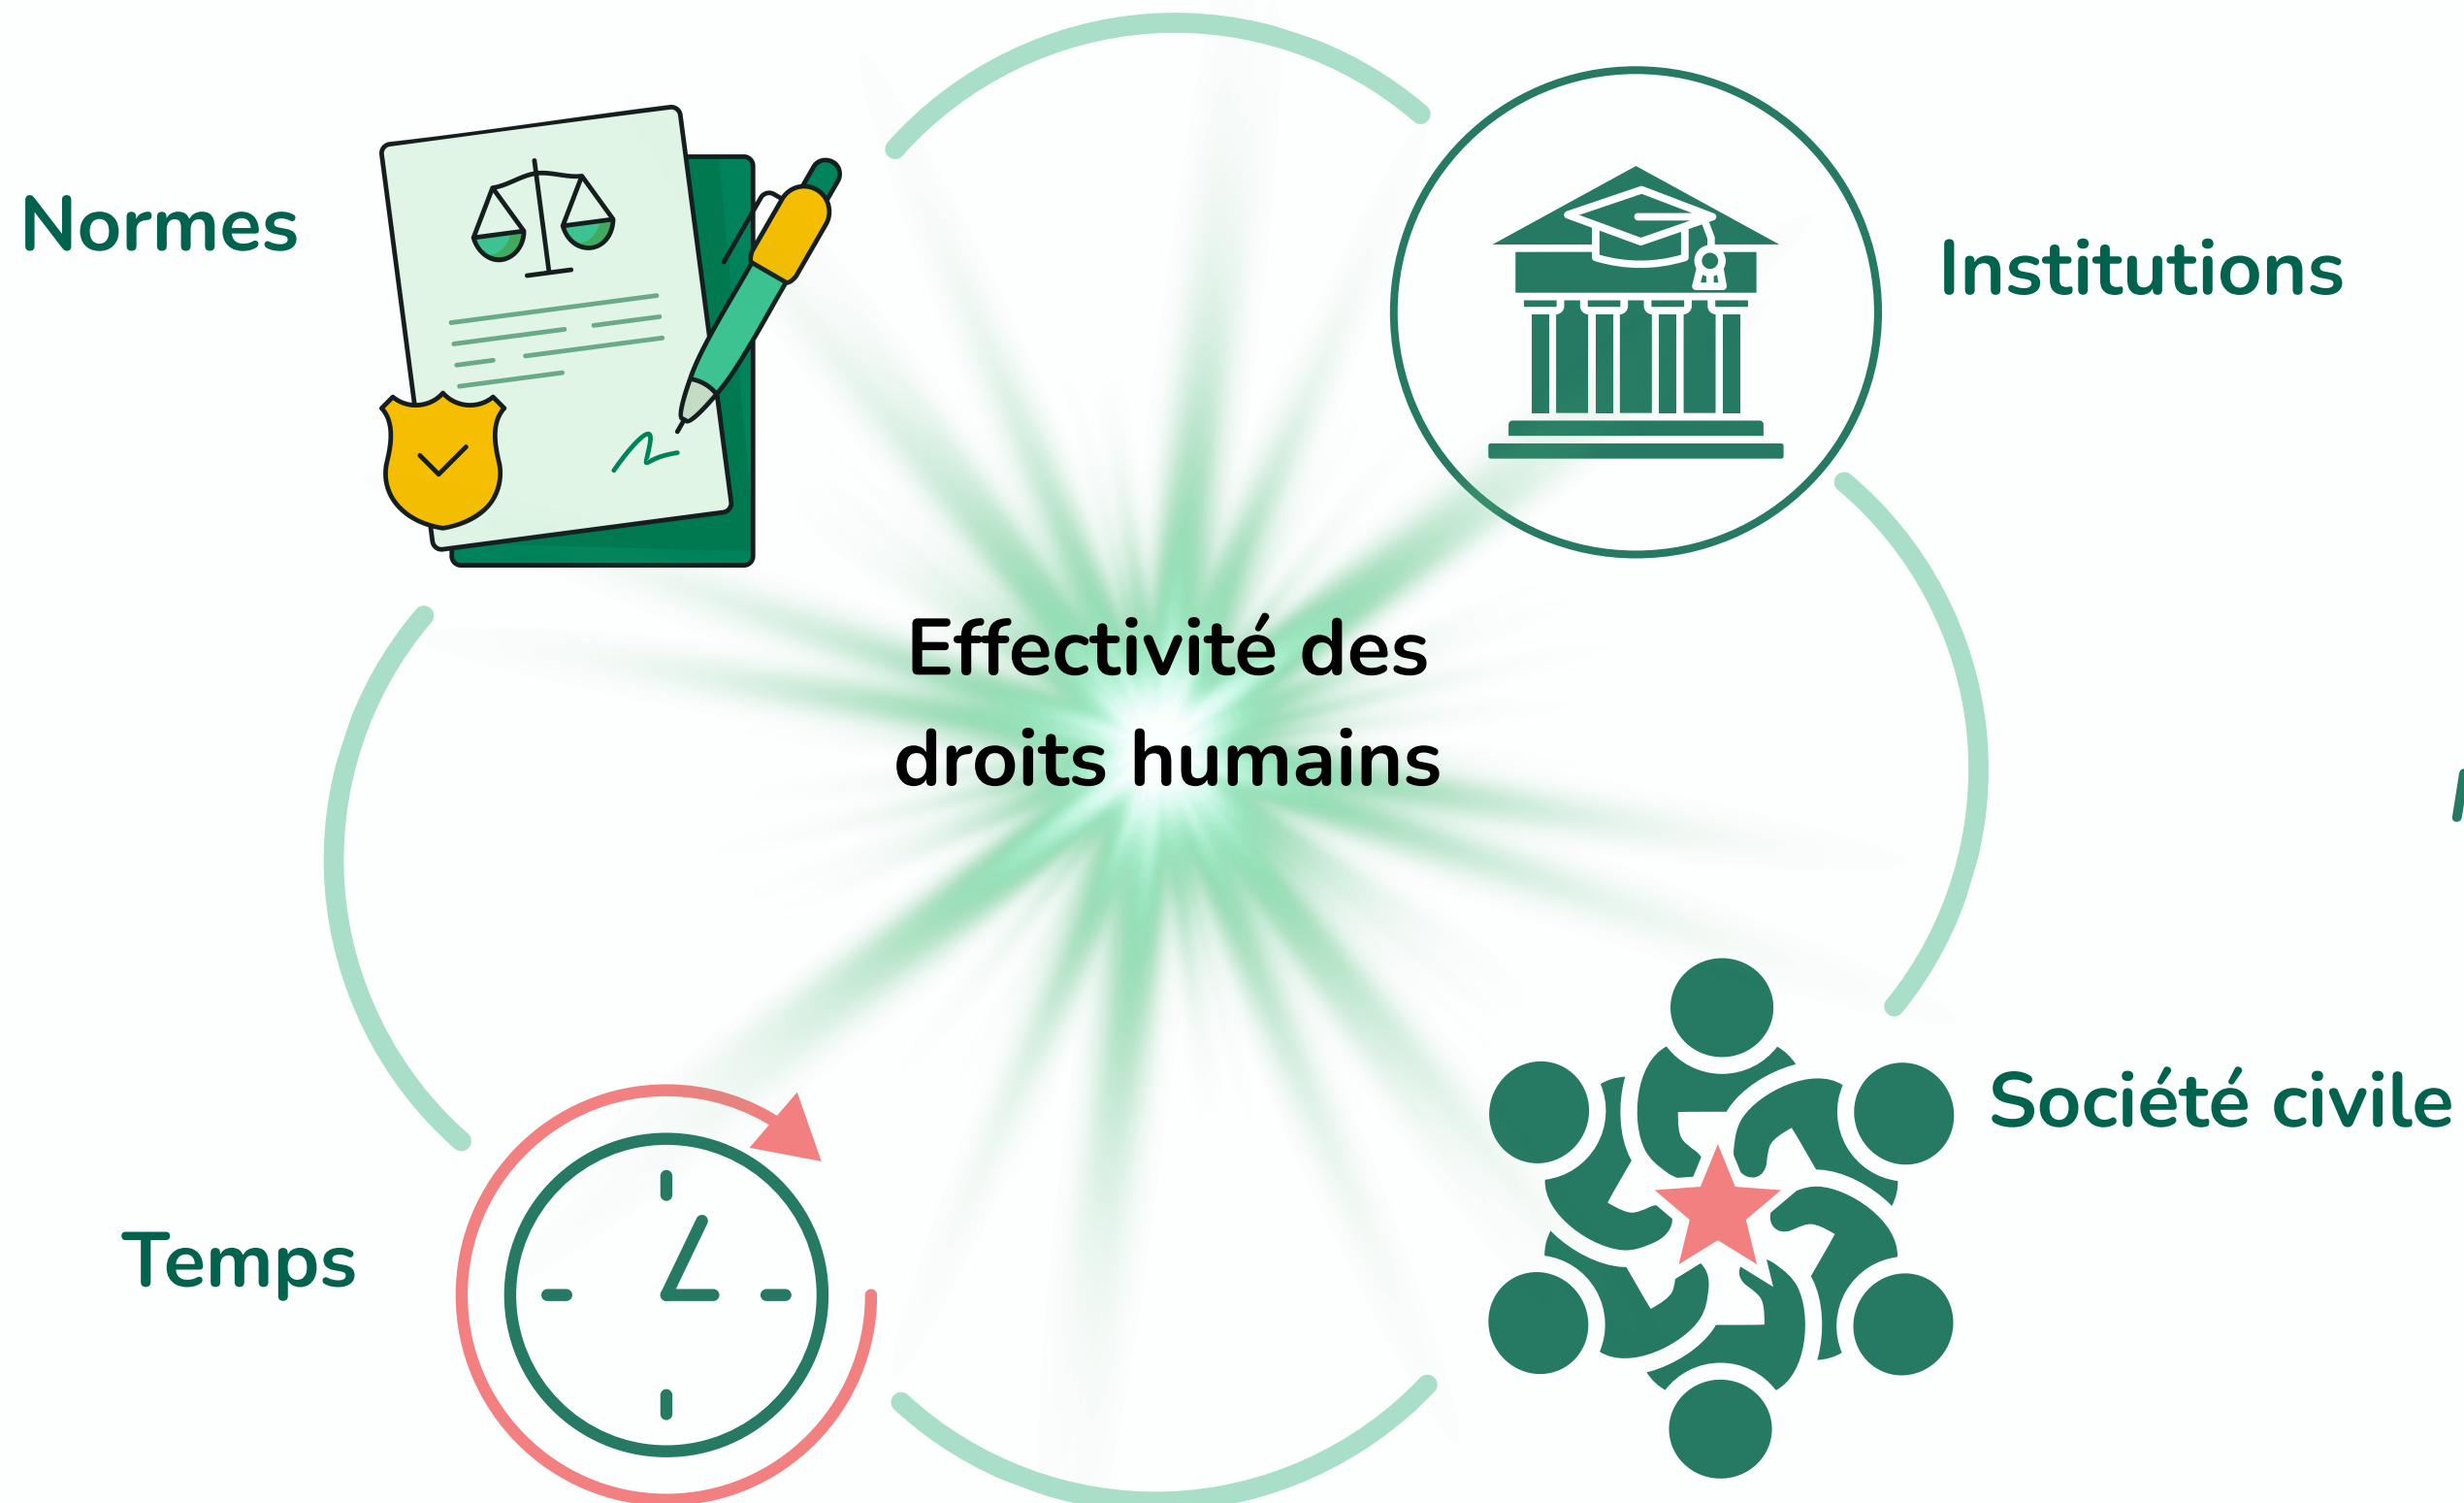 Normes
Institutions
Effectivité des
droits humains
Société civile
Temps